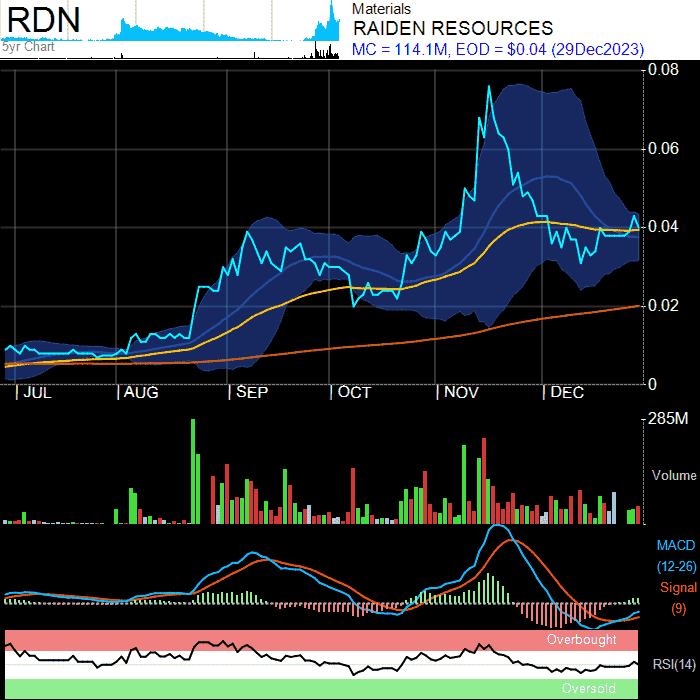 RDN
5yr Chart
Materials
RAIDEN RESOURCES
MC = 114.1M, EOD = $0.04 (29Dec2023)
0.08
0.06
0.04
0.02
0
JUL AUG SEP OCT NOV DEC
285M
Volume
MACD
(12-26)
Signal
(9)
Overbought
RSI(14)
Oversold